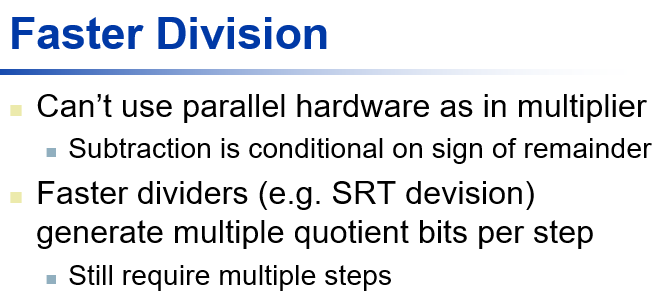 Faster Division
Can’t use parallel hardware as in multiplier
Subtraction is conditional on sign of remainder
Faster dividers (e.g. SRT devision)
generate multiple quotient bits per step
Still require multiple steps